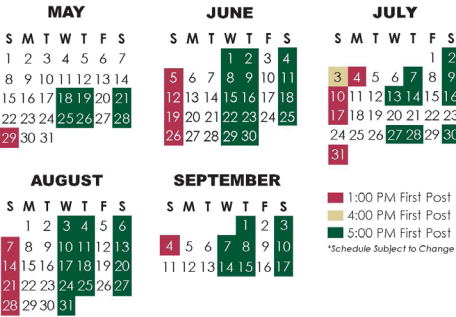 MAY
S M T W T F S
1 2 3 4 5 6 7
8 9 10 11 12 13 14
15 16 17 18 19 20 21
22 23 24 25 26 27 28
29 30 31
JUNE
S M T W T F S
1 2 3 4
5 6 7 8 9 10 11
12 13 14 15 16 17 18
19 20 21 22 23 24 25
26 27 28 29 30
JULY
S M T W T F S
1 2
3 4 5 6 7 8 9
10 11 12 13 14 15 16
17 18 19 20 21 22 23
24 25 26 27 28 29 30
31
AUGUST
S M T W T F S
1 2 3 4 5 6
7 8 9 10 11 12 13
14 15 16 17 18 19 20
21 22 23 24 25 26 27
28 29 30 31
SEPTEMBER
S M T W T F S
1 2 3
4 5 6 7 8 9 10
11 12 13 14 15 16 17
1:00 PM First Post
4:00 PM First Post
5:00 PM First Post
*Schedule Subject to Change